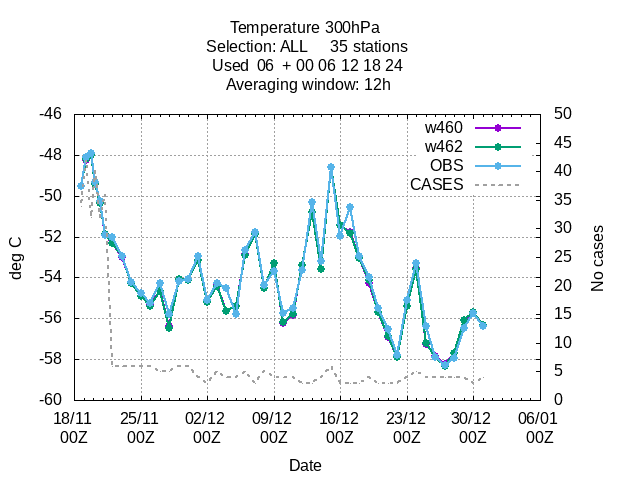 Temperature 300hPa
Selection: ALL 35 stations
Used 06 + 00 06 12 18 24
Averaging window: 12h
w460
w462
OBS
CASES
-46
-48
-50
-52
-54
-56
-58
-60
deg C
50
45
40
35
30
25
20
15
10
5
0
No cases
18/11 25/11 02/12 09/12 16/12 23/12 30/12 06/01
00Z 00Z 00Z 00Z 00Z 00Z 00Z 00Z
Date